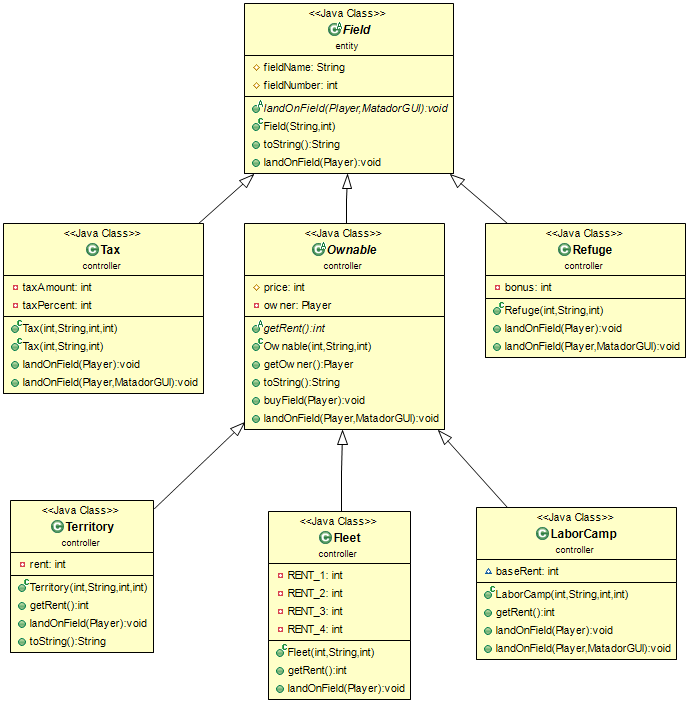 <<Java Class>>
Field
entity
fieldName: String
fieldNumber: int
landOnField(Player,MatadorGUI):void
Field(String,int)
toString():String
landOnField(Player):void
<<Java Class>>
Tax
controller
taxAmount: int
taxPercent: int
Tax(int,String,int,int)
Tax(int,String,int)
landOnField(Player):void
landOnField(Player,MatadorGUI):void
<<Java Class>>
Ownable
controller
price: int
owner: Player
getRent():int
Ownable(int,String,int)
getOwner():Player
toString():String
buyField(Player):void
landOnField(Player,MatadorGUI):void
<<Java Class>>
Refuge
controller
bonus: int
Refuge(int,String,int)
landOnField(Player):void
landOnField(Player,MatadorGUI):void
<<Java Class>>
Territory
controller
rent: int
Territory(int,String,int,int)
getRent():int
landOnField(Player):void
toString():String
<<Java Class>>
Fleet
controller
RENT_1: int
RENT_2: int
RENT_3: int
RENT_4: int
Fleet(int,String,int)
getRent():int
landOnField(Player):void
<<Java Class>>
LaborCamp
controller
baseRent: int
LaborCamp(int,String,int,int)
getRent():int
landOnField(Player):void
landOnField(Player,MatadorGUI):void